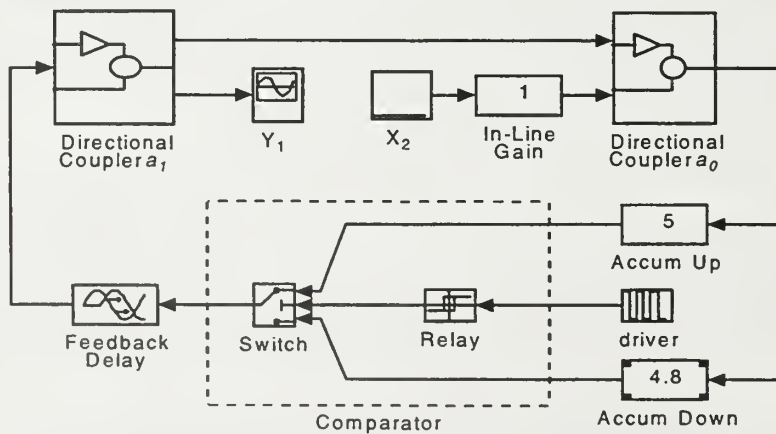 1
Directional
Coupler a₁
Y₁
X₂
In-Line
Gain
Directional
Coupler a₀
5
Accum Up
Feedback
Delay
Switch
Relay
driver
4.8
Accum Down
Comparator